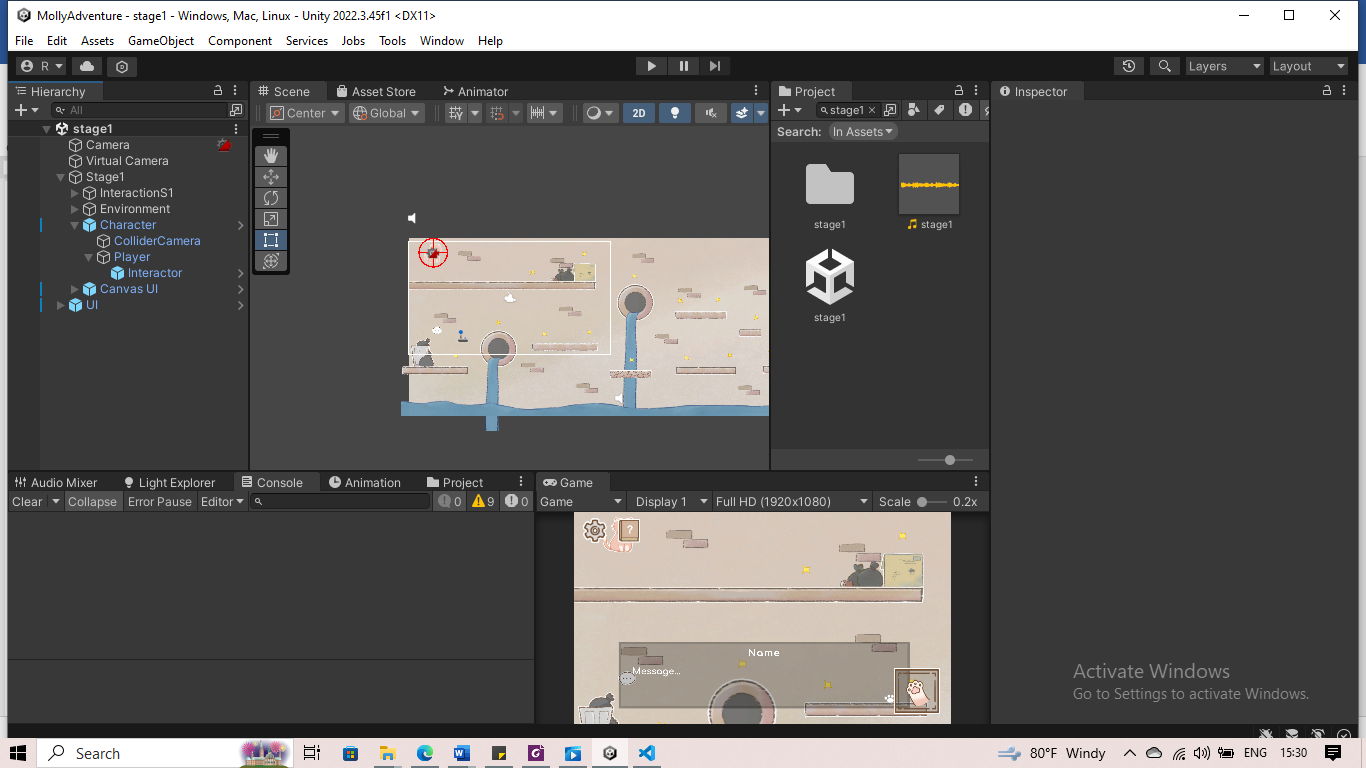 MollyAdventure - stage1 - Windows, Mac, Linux - Unity 2022.3.45f1 <DX11>
File Edit Assets GameObject Component Services Jobs Tools Window Help
R Layers Layout
Hierarchy
All
stage1
Camera
Virtual Camera
Stage1
InteractionS1
Environment
Character
ColliderCamera
Player
Interactor
Canvas UI
UI
Scene Asset Store Animator
Center Global 2D
Project
stage1
Search: In Assets
stage1
stage1
stage1
Inspector
Audio Mixer Light Explorer Console Animation Project
Clear Collapse Error Pause Editor 0 9 0
Game
Game Display 1 Full HD (1920x1080) Scale 0.2x
?
Name
Message...
Activate Windows
Go to Settings to activate Windows.
Search
80°F Windy ENG 15:30